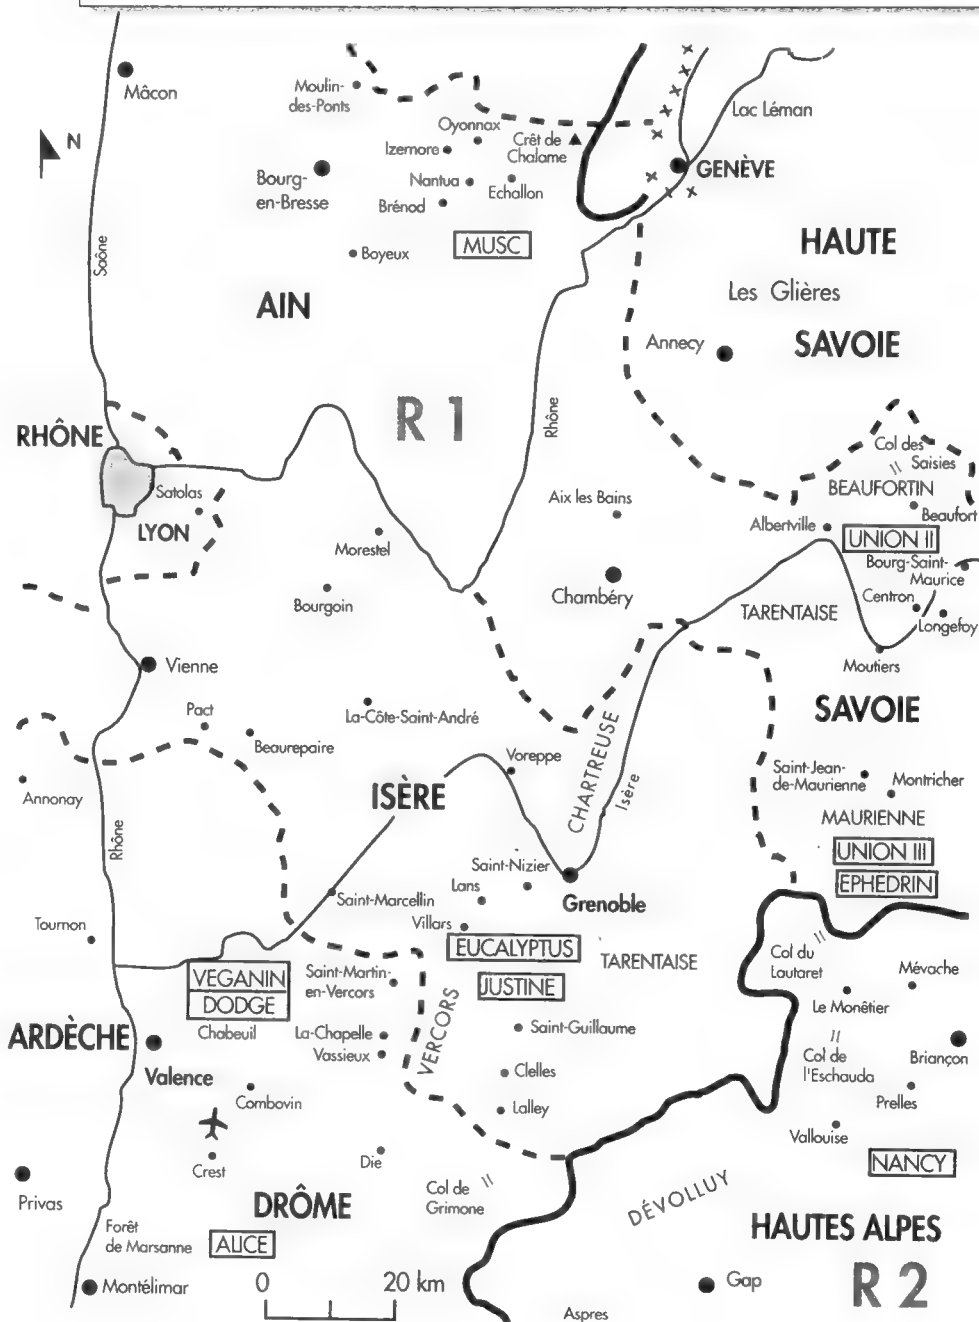 Mâcon
N
Moulin-
des-Ponts
Oyonnax
Izemore
Crêt de
Chalame
Lac Léman
GENÈVE
Bourg-
en-Bresse
Nantua
Echallon
Brénod
Boyeux
MUSC
Saône
HAUTE
Les Glières
SAVOIE
AIN
Annecy
R 1
Rhône
RHÔNE
Satolas
LYON
Col des
Saisies
BEAUFORTIN
Beaufort
Aix les Bains
Albertville
UNION II
Morestel
Bourg-Saint-
Maurice
Bourgoin
Chambéry
Centron
TARENTAISE
Longefoy
Moutiers
Vienne
SAVOIE
Pact
La-Côte-Saint-André
Beaurepaire
Voreppe
CHARTREUSE
Isère
Saint-Jean-
de-Maurienne
Montricher
Annonay
ISÈRE
MAURIENNE
Rhône
UNION III
Saint-Nizier
EPHEDRIN
Lans
Grenoble
Saint-Marcellin
Villars
Tournon
EUCALYPTUS
TARENTAISE
Col du
Lautaret
Mévache
VEGANIN
DODGE
Saint-Martin-
en-Vercors
JUSTINE
Le Monêtier
VERCORS
Chabeuil
La-Chapelle
Saint-Guillaume
ARDÈCHE
Vassieux
Col de
l'Eschauda
Briançon
Valence
Clelles
Combovin
Prelles
Lalley
Vallouise
Crest
Die
NANCY
Privas
Col de
Grimone
DÉVOLLUY
DRÔME
Forêt
de Marsanne
ALICE
HAUTES ALPES
Montélimar
0 20 km
Gap
R 2
Aspres